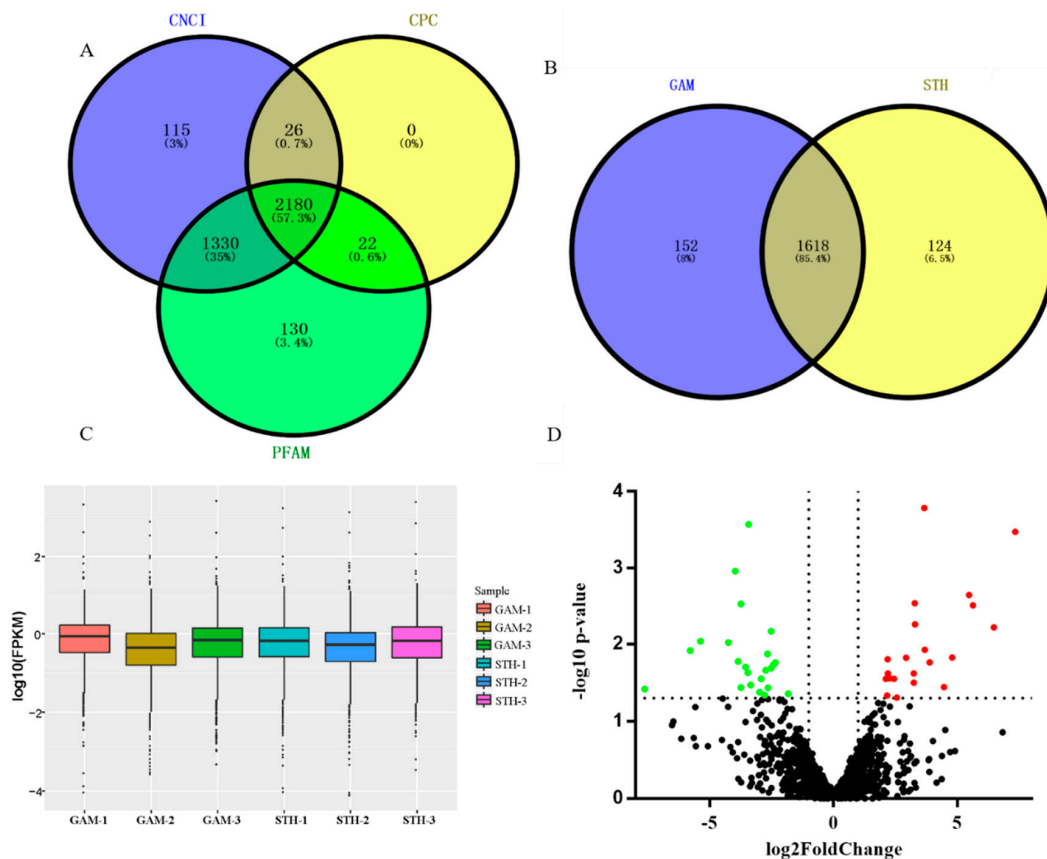 A
CNCI
CPC
115
(3%)
26
(0.7%)
0
(0%)
2180
(57.3%)
1330
(35%)
22
(0.6%)
130
(3.4%)
PFAM
B
GAM
STH
152
(8%)
1618
(85.4%)
124
(6.5%)
C
log10(FPKM)
2
0
−2
−4
GAM-1
GAM-2
GAM-3
STH-1
STH-2
STH-3
Sample
GAM-1
GAM-2
GAM-3
STH-1
STH-2
STH-3
D
-log10 p-value
4
3
2
1
0
-5
0
5
log2FoldChange